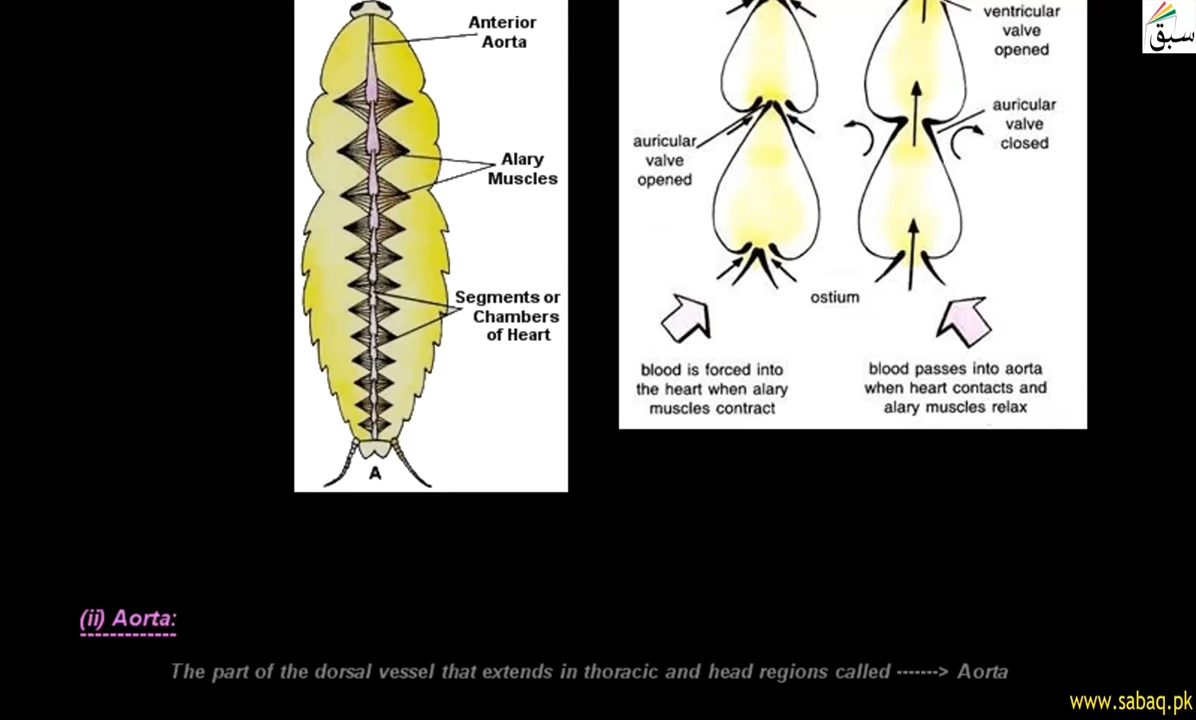 Anterior
Aorta
Alary
Muscles
Segments or
Chambers
of Heart
A
ventricular
valve
opened
auricular
valve
closed
auricular
valve
opened
ostium
blood is forced into
the heart when alary
muscles contract
blood passes into aorta
when heart contacts and
alary muscles relax
سبق
(ii) Aorta:
The part of the dorsal vessel that extends in thoracic and head regions called -------> Aorta
www.sabaq.pk